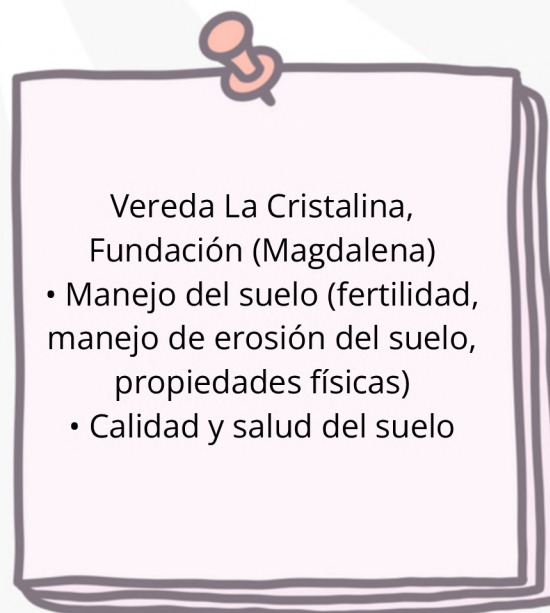 Vereda La Cristalina,
Fundación (Magdalena)
• Manejo del suelo (fertilidad,
manejo de erosión del suelo,
propiedades físicas)
• Calidad y salud del suelo